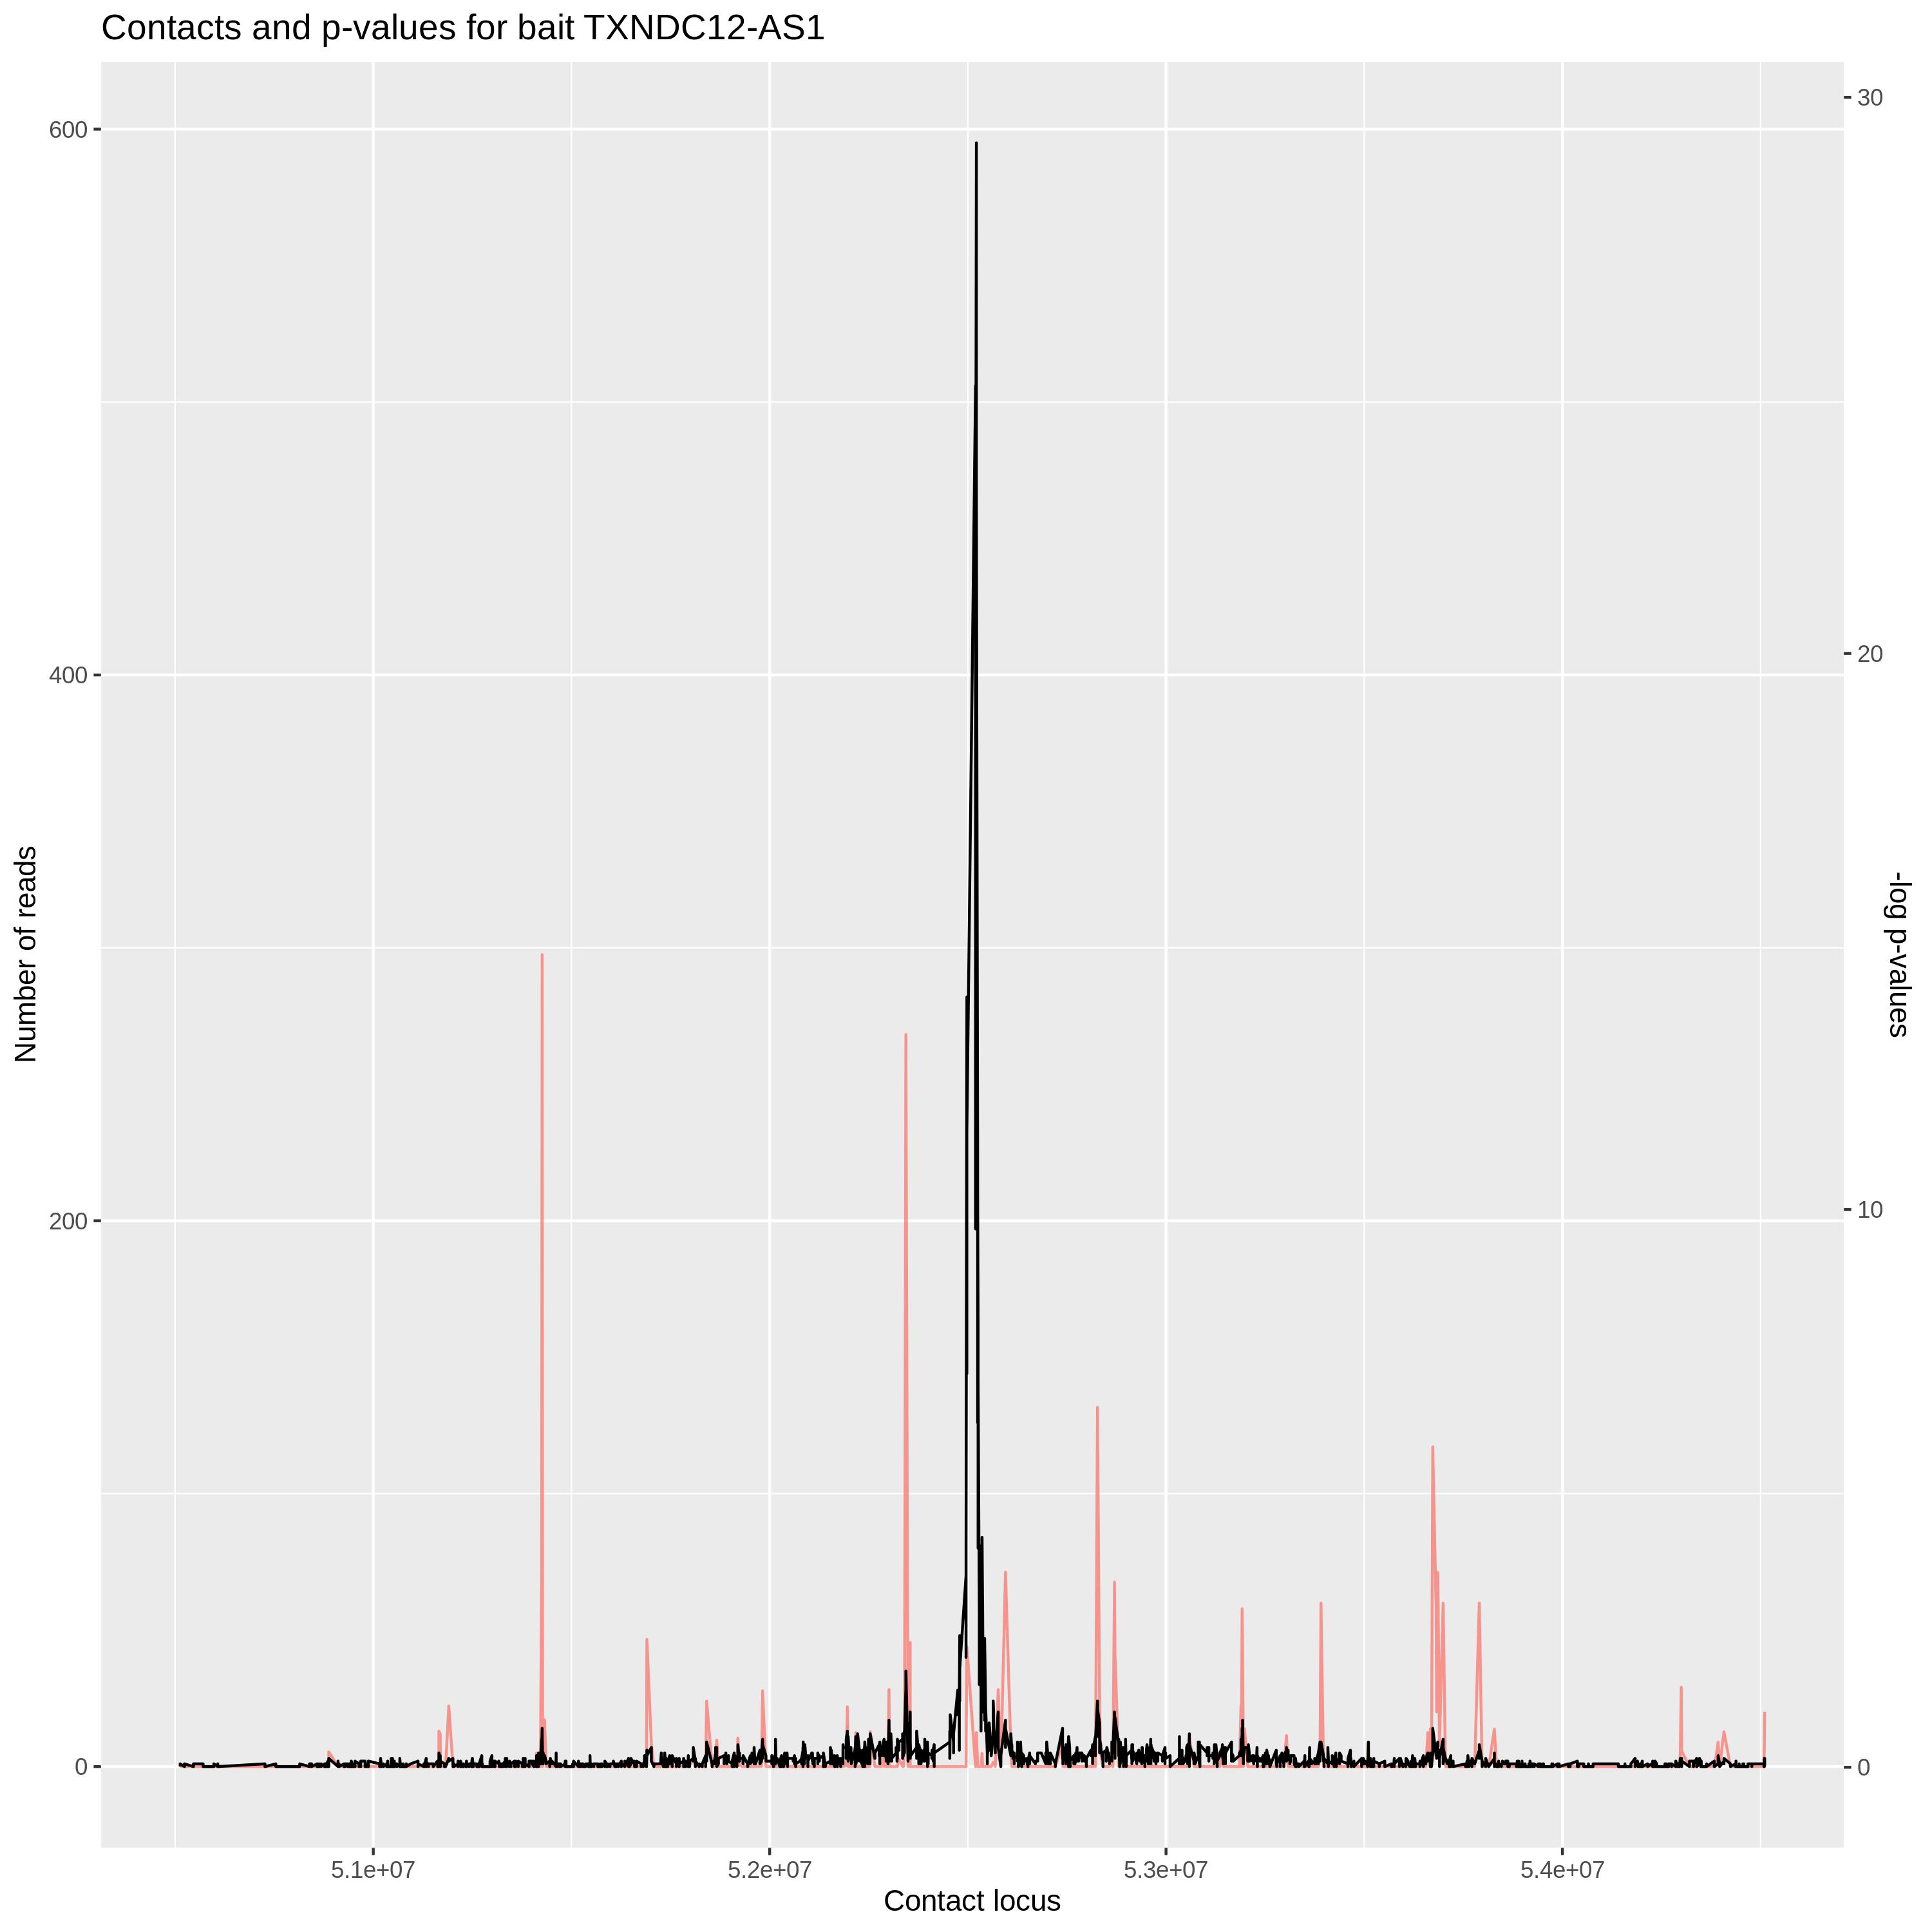 Contacts and p-values for bait TXNDC12-AS1
600
400
200
0
Number of reads
30
20
10
0
-log p-values
5.1e+07
5.2e+07
5.3e+07
5.4e+07
Contact locus